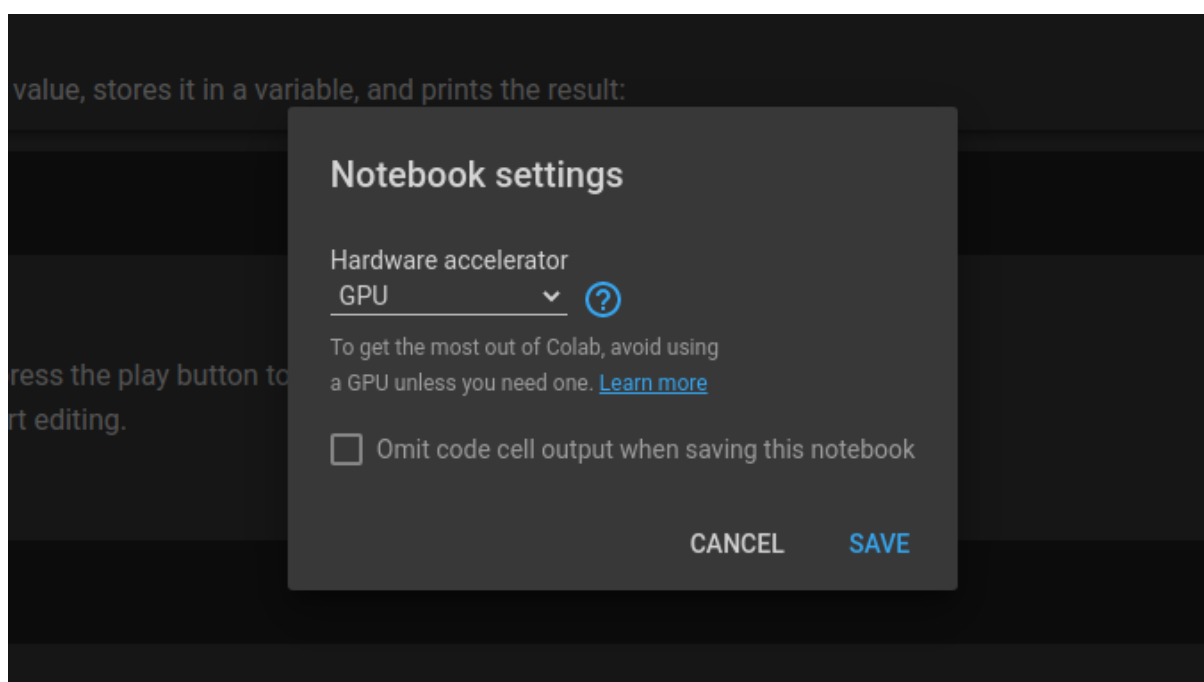 value, stores it in a variable, and prints the result:
Notebook settings
Hardware accelerator
GPU
To get the most out of Colab, avoid using
a GPU unless you need one. Learn more
ress the play button to
rt editing.
Omit code cell output when saving this notebook
CANCEL SAVE